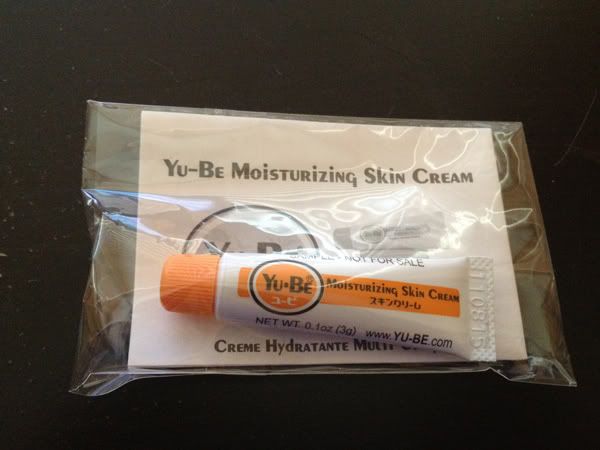 Yu-Be Moisturizing Skin Cream
SAMPLE - NOT FOR SALE
Yu·Be®
ユービ
Moisturizing Skin Cream
スキンクリーム
NET WT. 0.1oz (3g) www.YU-BE.com
Creme Hydratante